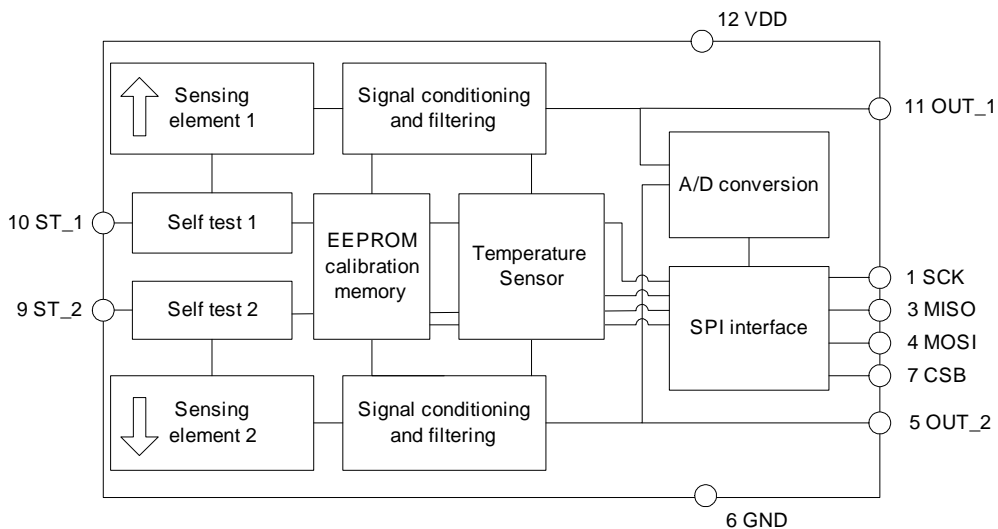 12 VDD
Sensing
element 1
Signal conditioning
and filtering
11 OUT_1
A/D conversion
10 ST_1
Self test 1
EEPROM
calibration
memory
Temperature
Sensor
9 ST_2
Self test 2
SPI interface
1 SCK
3 MISO
4 MOSI
7 CSB
Sensing
element 2
Signal conditioning
and filtering
5 OUT_2
6 GND